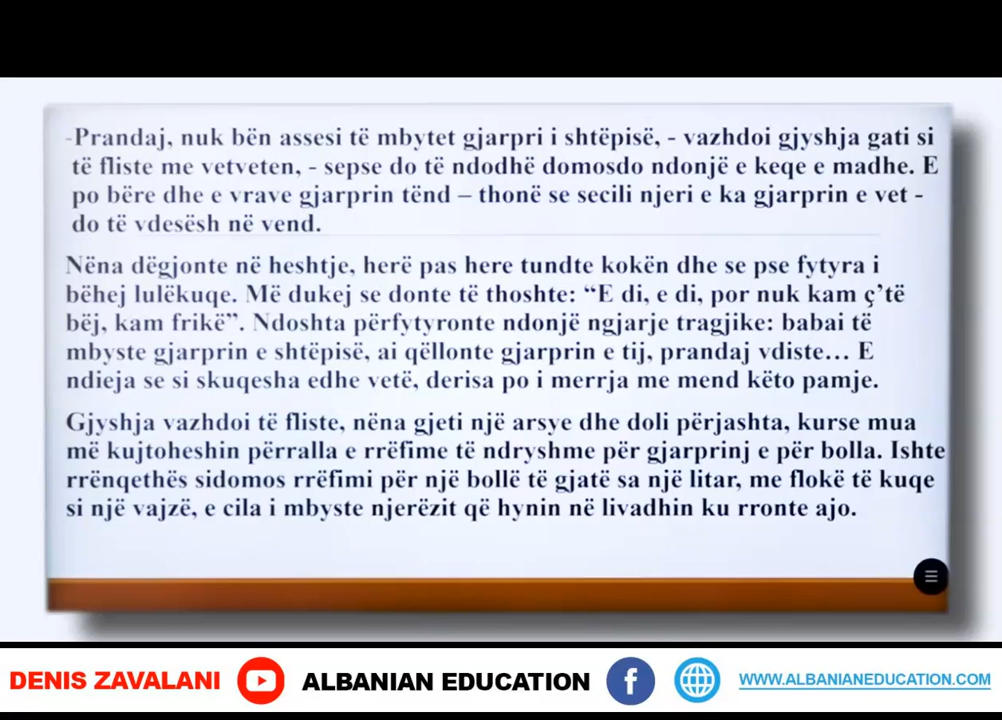 -Prandaj, nuk bën assesi të mbytet gjarpri i shtëpisë, - vazhdoi gjyshja gati si
të fliste me vetveten, - sepse do të ndodhë domosdo ndonjë e keqe e madhe. E
po bëre dhe e vrave gjarprin tënd – thonë se secili njeri e ka gjarprin e vet -
do të vdesësh në vend.
Nëna dëgjonte në heshtje, herë pas here tundte kokën dhe se pse fytyra i
bëhej lulëkuqe. Më dukej se donte të thoshte: “E di, e di, por nuk kam ç’të
bëj, kam frikë”. Ndoshta përfytyronte ndonjë ngjarje tragjike: babai të
mbyste gjarprin e shtëpisë, ai qëllonte gjarprin e tij, prandaj vdiste… E
ndieja se si skuqesha edhe vetë, derisa po i merrja me mend këto pamje.
Gjyshja vazhdoi të fliste, nëna gjeti një arsye dhe doli përjashta, kurse mua
më kujtoheshin përralla e rrëfime të ndryshme për gjarprinj e për bolla. Ishte
rrënqethës sidomos rrëfimi për një bollë të gjatë sa një litar, me flokë të kuqe
si një vajzë, e cila i mbyste njerëzit që hynin në livadhin ku rronte ajo.
DENIS ZAVALANI ALBANIAN EDUCATION f WWW.ALBANIANEDUCATION.COM